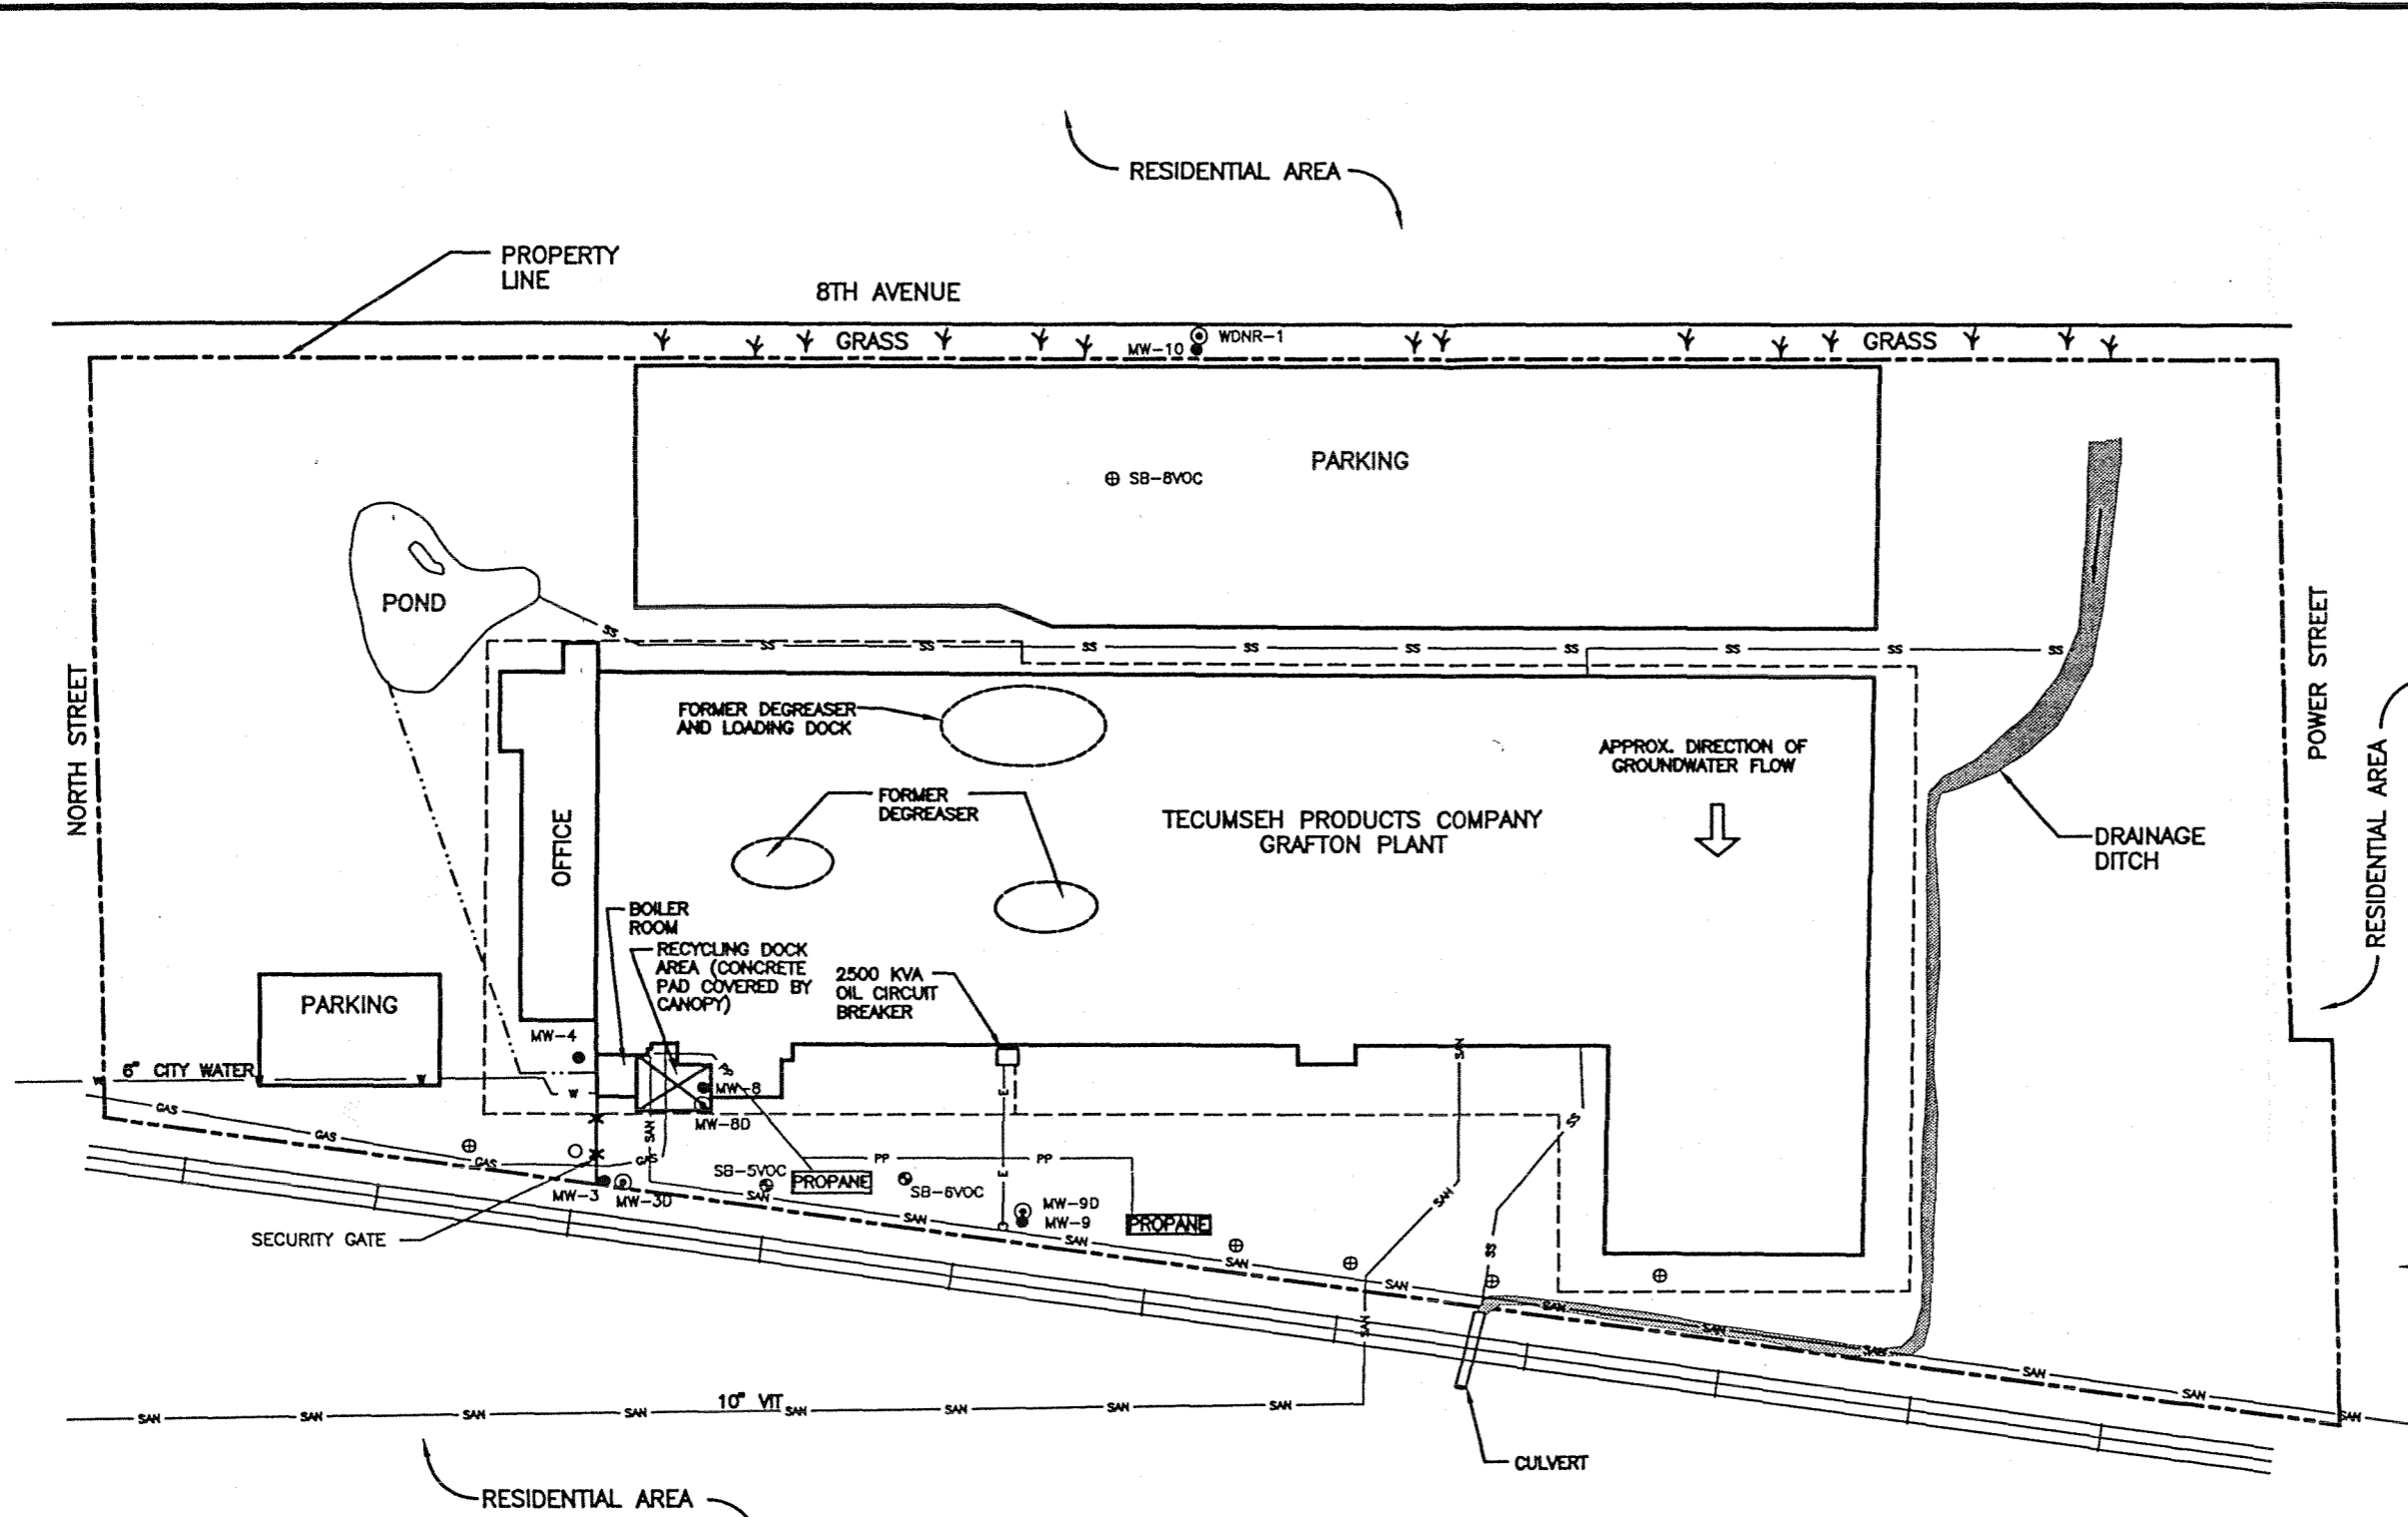 RESIDENTIAL AREA
PROPERTY
LINE
8TH AVENUE
GRASS
MW-10
WDNR-1
GRASS
PARKING
SB-8VOC
POND
SS
SS SS SS SS SS SS SS SS SS
NORTH STREET
POWER STREET
RESIDENTIAL AREA
FORMER DEGREASER
AND LOADING DOCK
APPROX. DIRECTION OF
GROUNDWATER FLOW
FORMER
DEGREASER
TECUMSEH PRODUCTS COMPANY
GRAFTON PLANT
OFFICE
DRAINAGE
DITCH
BOILER
ROOM
RECYCLING DOCK
AREA (CONCRETE
PAD COVERED BY
CANOPY)
2500 KVA
OIL CIRCUIT
BREAKER
PARKING
MW-4
6" CITY WATER
W W W
MW-8
MW-8D
SAN
E
E
SAN
SS
GAS GAS GAS GAS
PP PP
SB-5VOC
PROPANE
SB-6VOC
MW-3
MW-3D
MW-9D
MW-9
PROPANE
SAN
SS
SECURITY GATE
SAN SAN SAN SAN SAN SAN SAN SAN SAN SAN
SAN
10" VIT
SAN SAN SAN SAN SAN SAN SAN SAN
CULVERT
RESIDENTIAL AREA